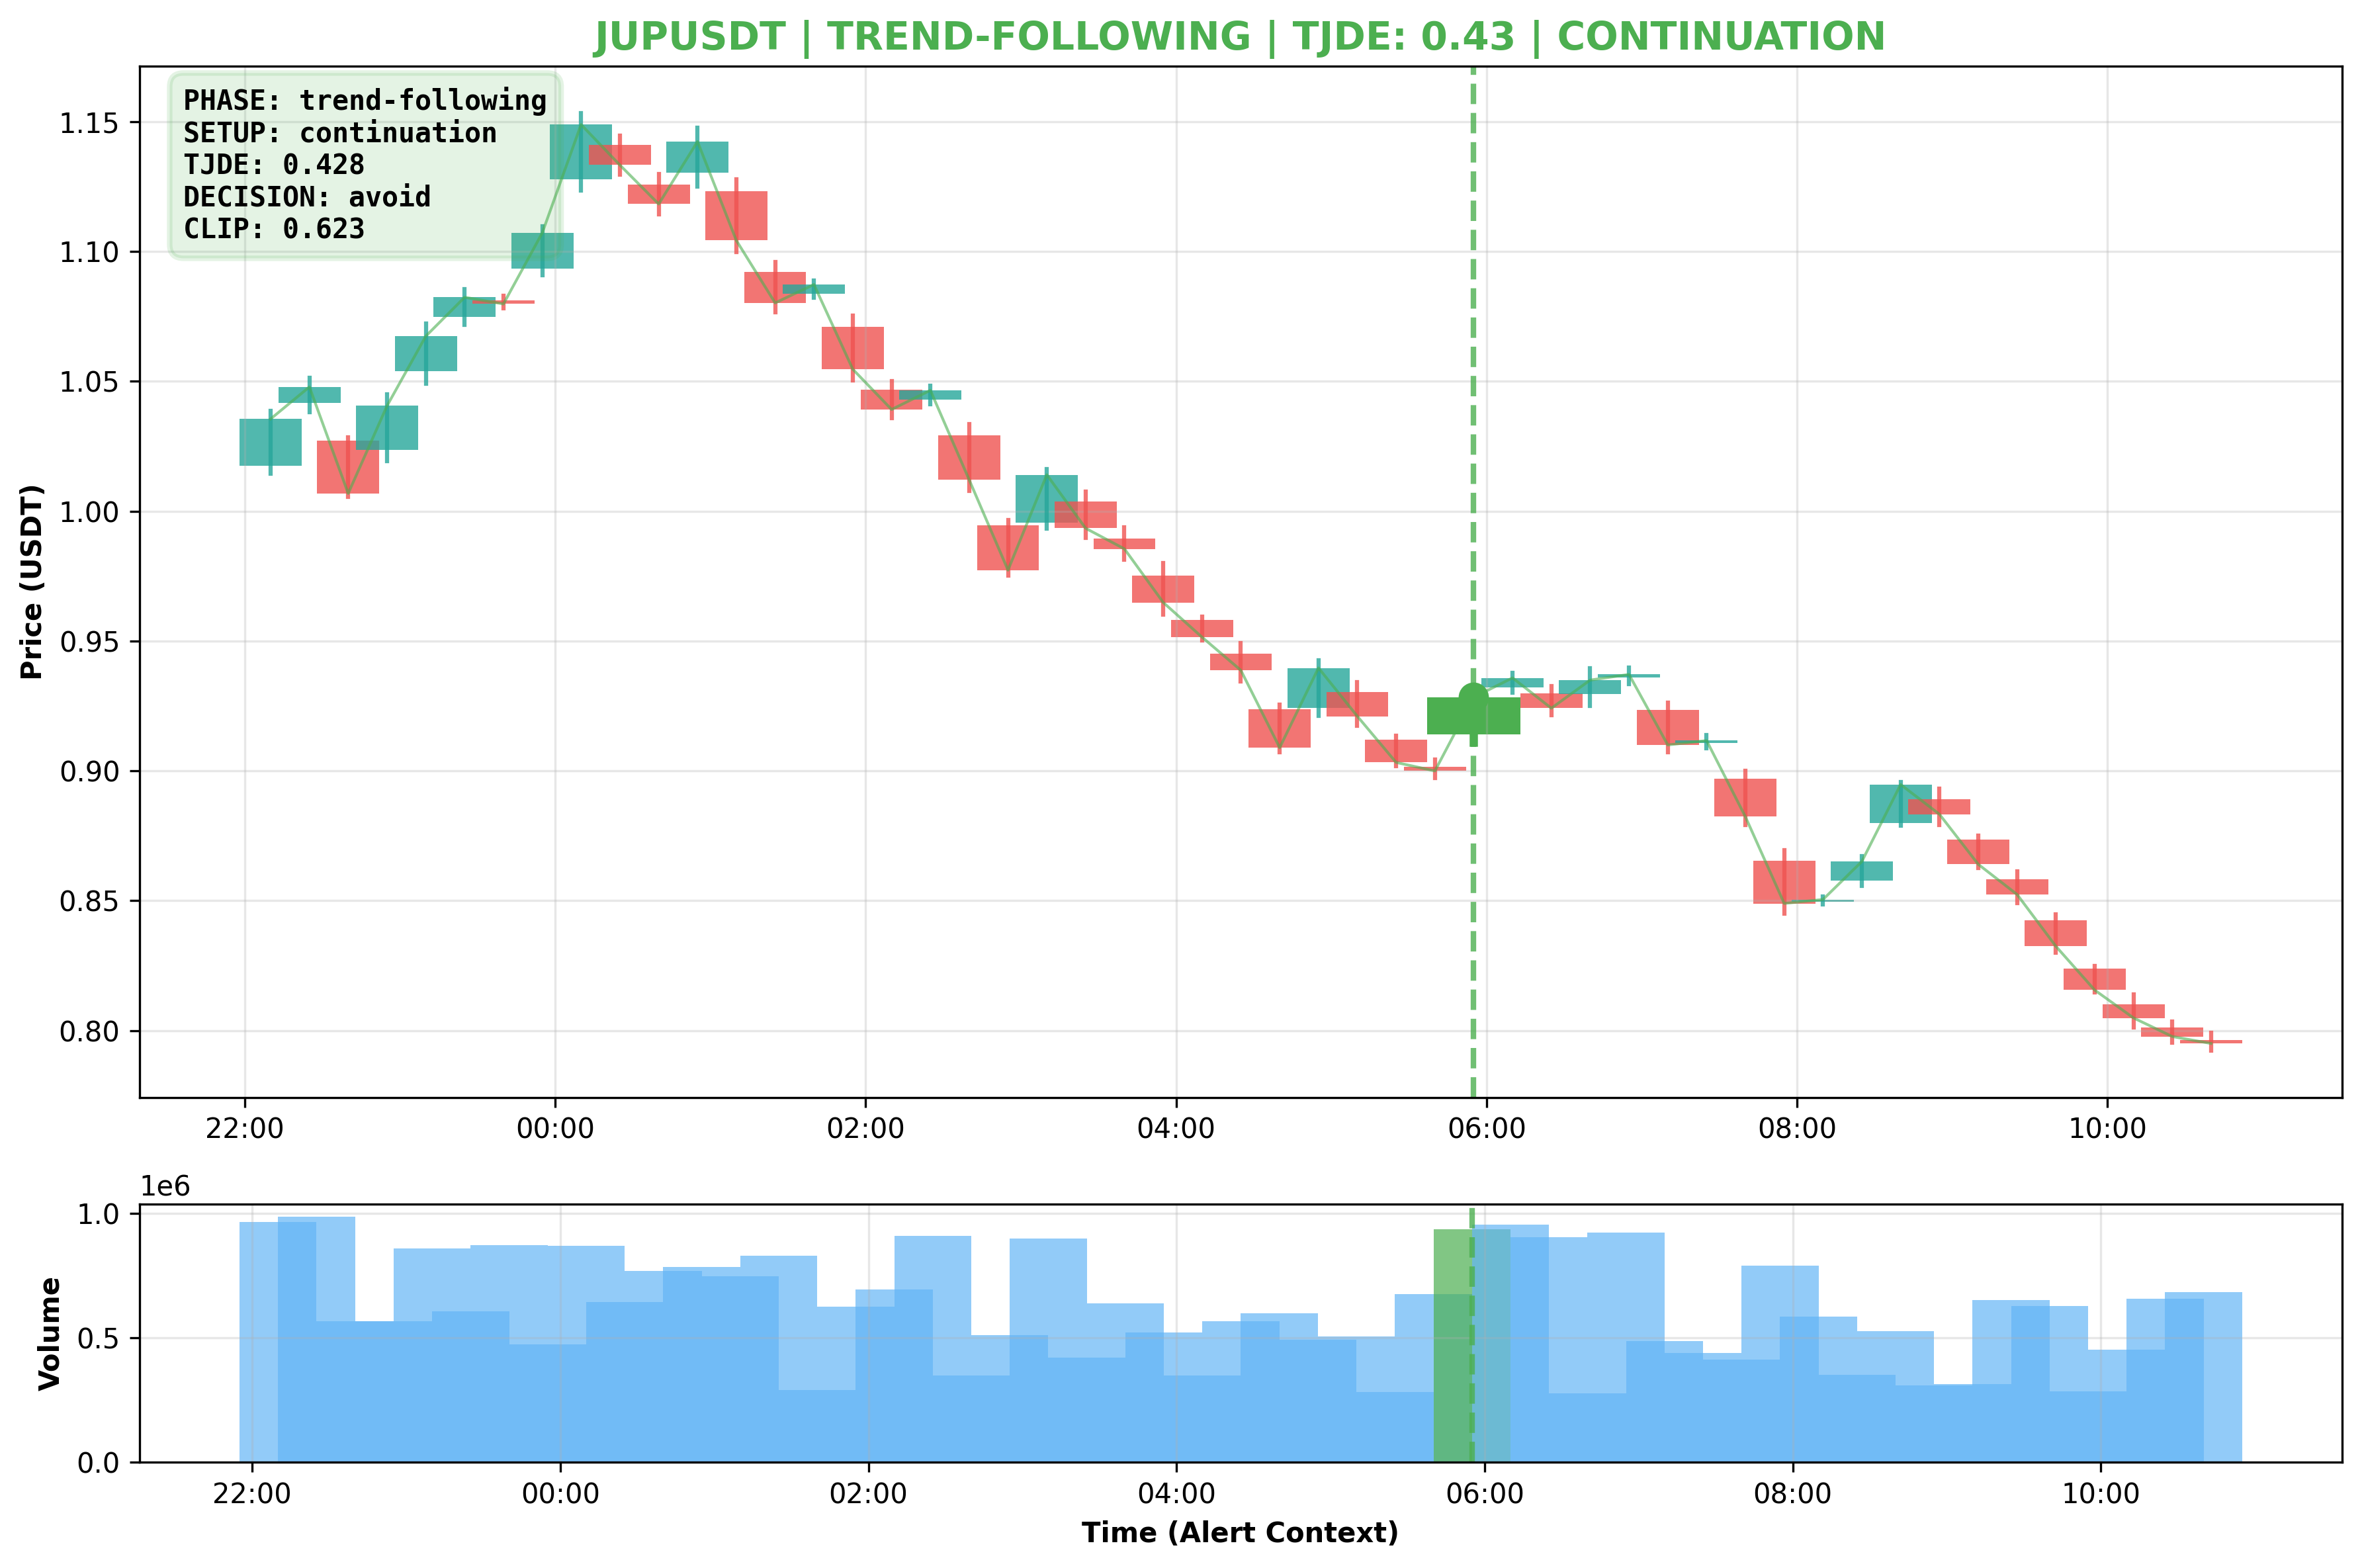 JUPUSDT | TREND-FOLLOWING | TJDE: 0.43 | CONTINUATION
PHASE: trend-following
SETUP: continuation
TJDE: 0.428
DECISION: avoid
CLIP: 0.623
Price (USDT)
1.15
1.10
1.05
1.00
0.95
0.90
0.85
0.80
22:00 00:00 02:00 04:00 06:00 08:00 10:00
1e6
Volume
1.0
0.5
0.0
22:00 00:00 02:00 04:00 06:00 08:00 10:00
Time (Alert Context)